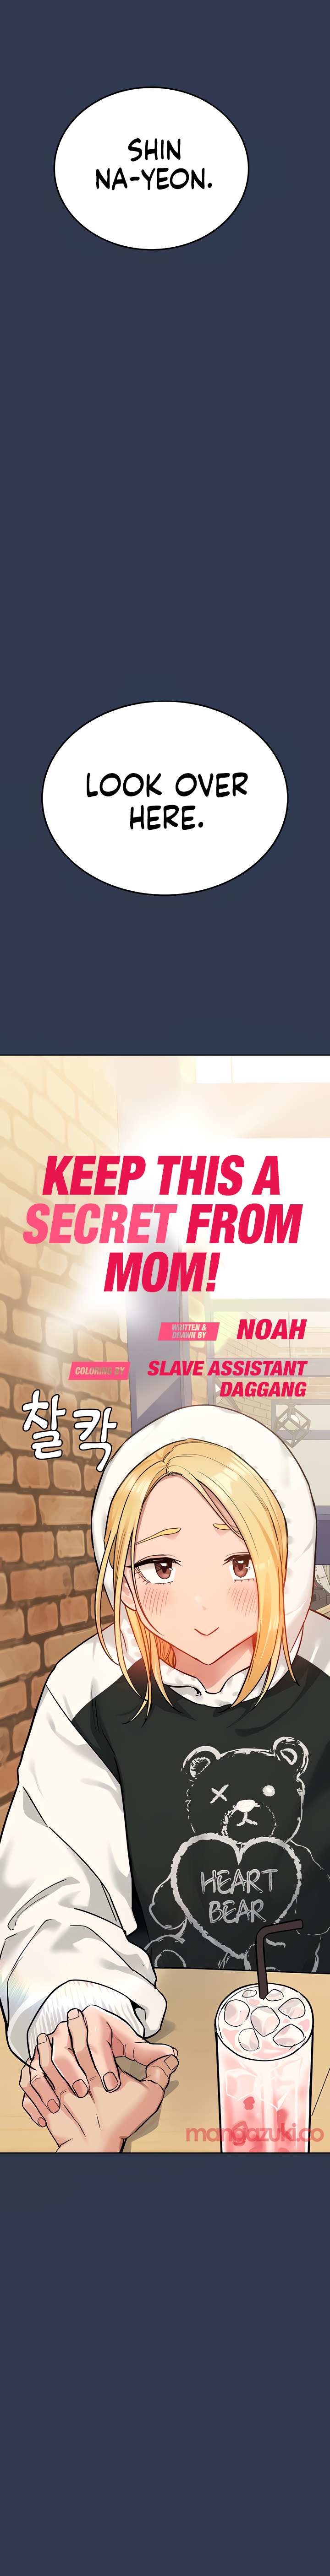 SHIN
NA-YEON.
LOOK OVER
HERE.
KEEP THIS A
SECRET FROM
MOM!
WRITTEN &
DRAWN BY
NOAH
COLORING BY
SLAVE ASSISTANT
DAGGANG
찰칵
HEART
BEAR
mangazuki.co